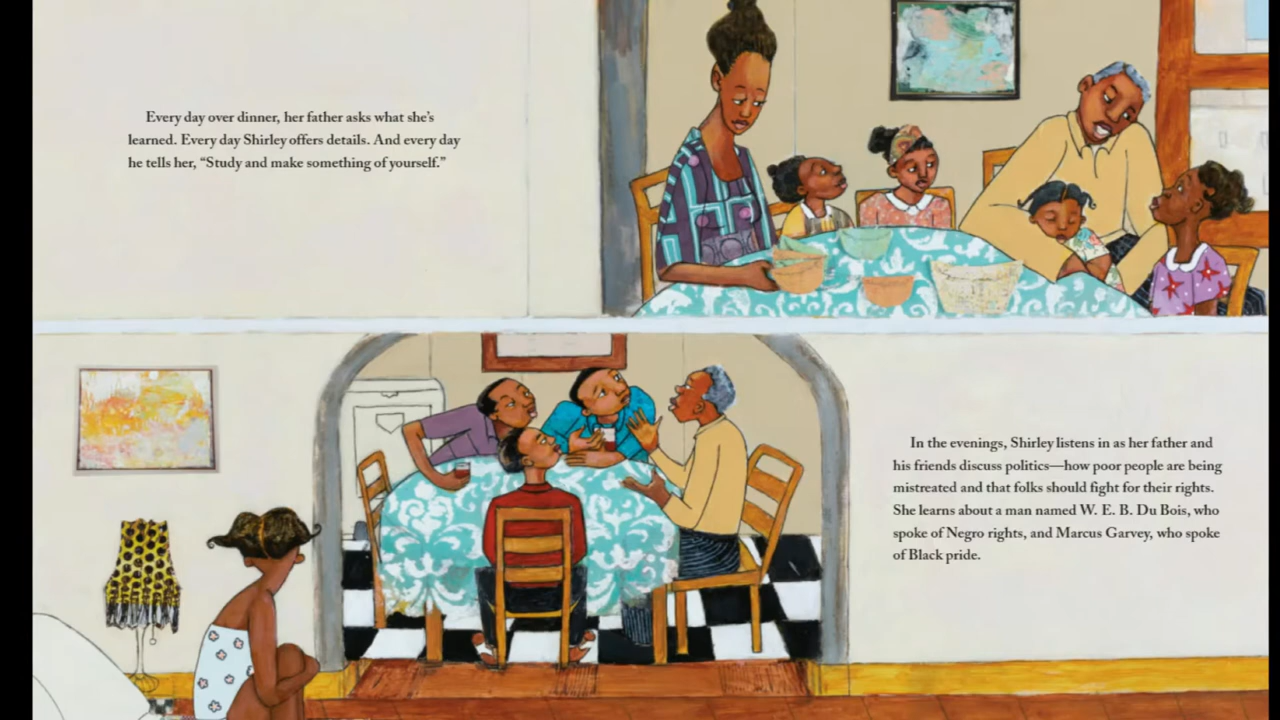 Every day over dinner, her father asks what she's
learned. Every day Shirley offers details. And every day
he tells her, “Study and make something of yourself.”
In the evenings, Shirley listens in as her father and
his friends discuss politics—how poor people are being
mistreated and that folks should fight for their rights.
She learns about a man named W. E. B. Du Bois, who
spoke of Negro rights, and Marcus Garvey, who spoke
of Black pride.